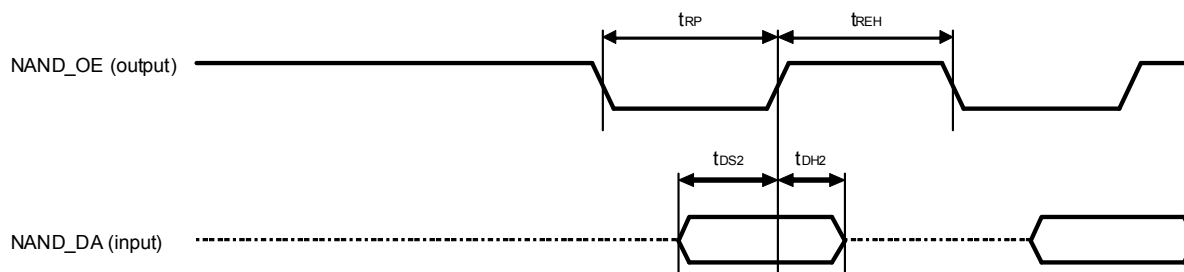 tRP tREH
NAND_OE (output)
tDS2 tDH2
NAND_DA (input)